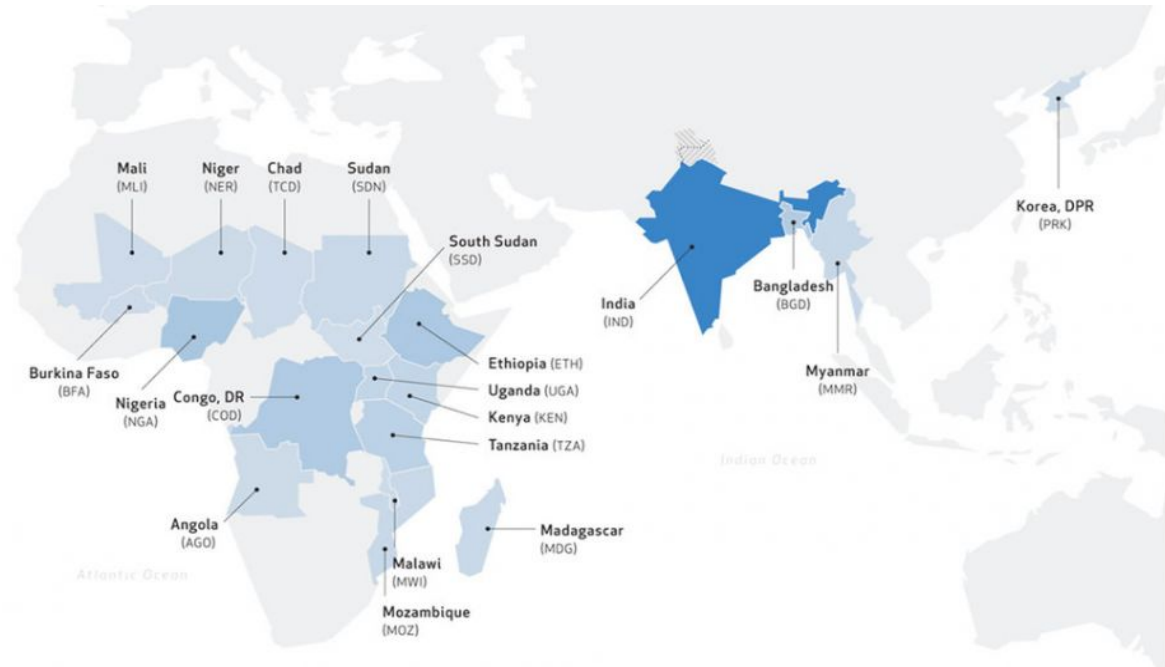 Mali
(MLI)
Niger
(NER)
Chad
(TCD)
Sudan
(SDN)
South Sudan
(SSD)
Korea, DPR
(PRK)
India
(IND)
Bangladesh
(BGD)
Myanmar
(MMR)
Burkina Faso
(BFA)
Nigeria
(NGA)
Congo, DR
(COD)
Ethiopia (ETH)
Uganda (UGA)
Kenya (KEN)
Tanzania (TZA)
Indian Ocean
Angola
(AGO)
Madagascar
(MDG)
Malawi
(MWI)
Atlantic Ocean
Mozambique
(MOZ)